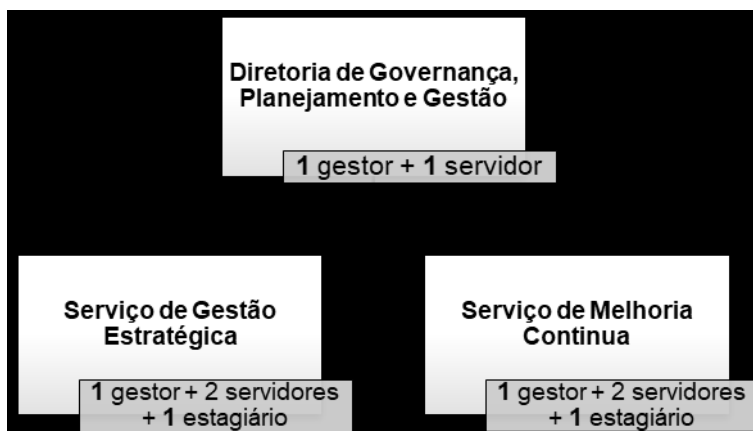 Diretoria de Governança,
Planejamento e Gestão
1 gestor + 1 servidor
Serviço de Gestão
Estratégica
1 gestor + 2 servidores
+ 1 estagiário
Serviço de Melhoria
Continua
1 gestor + 2 servidores
+ 1 estagiário